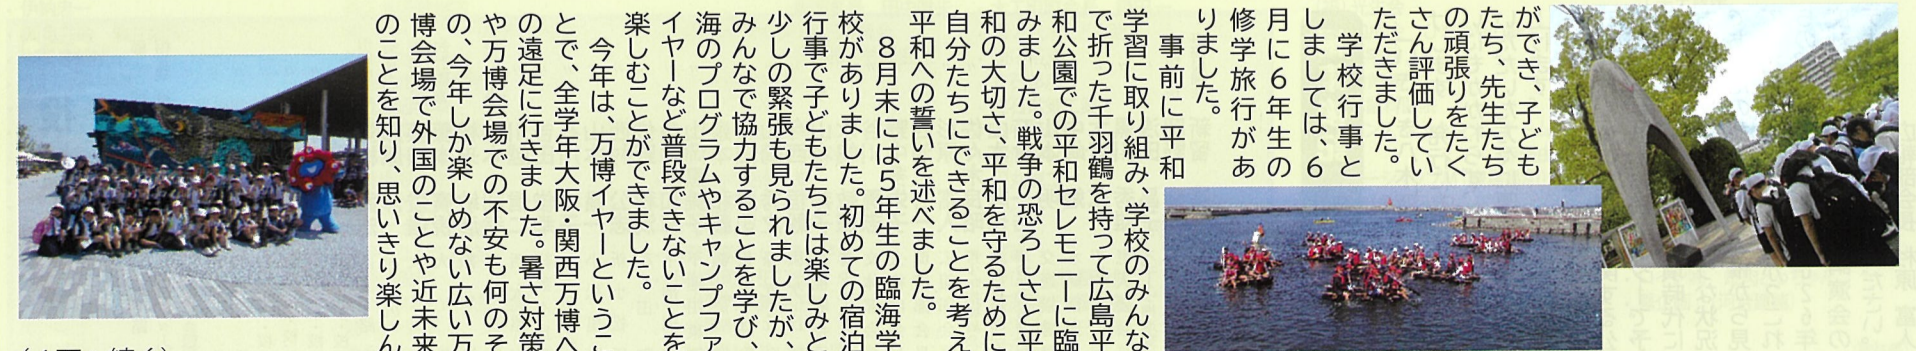 ができ、子ども
たち、先生たち
の頑張りをたく
さん評価してい
ただきました。
学校行事と
しましては、６
月に６年生の
修学旅行があ
りました。
事前に平和
学習に取り組み、学校のみんな
で折った千羽鶴を持って広島平
和公園での平和セレモニーに臨
みました。戦争の恐ろしさと平
和の大切さ、平和を守るために
自分たちにできることを考え
平和への誓いを述べました。
８月末には５年生の臨海学
校がありました。初めての宿泊
行事で子どもたちには楽しみと
少しの緊張も見られましたが、
みんなで協力することを学び、
海のプログラムやキャンプファ
イヤーなど普段できないことを
楽しむことができました。
今年は、万博イヤーというこ
とで、全学年大阪・関西万博へ
の遠足に行きました。暑さ対策
や万博会場での不安も何のそ
の、今年しか楽しめない広い万
博会場で外国のことや近未来
のことを知り、思いきり楽しん